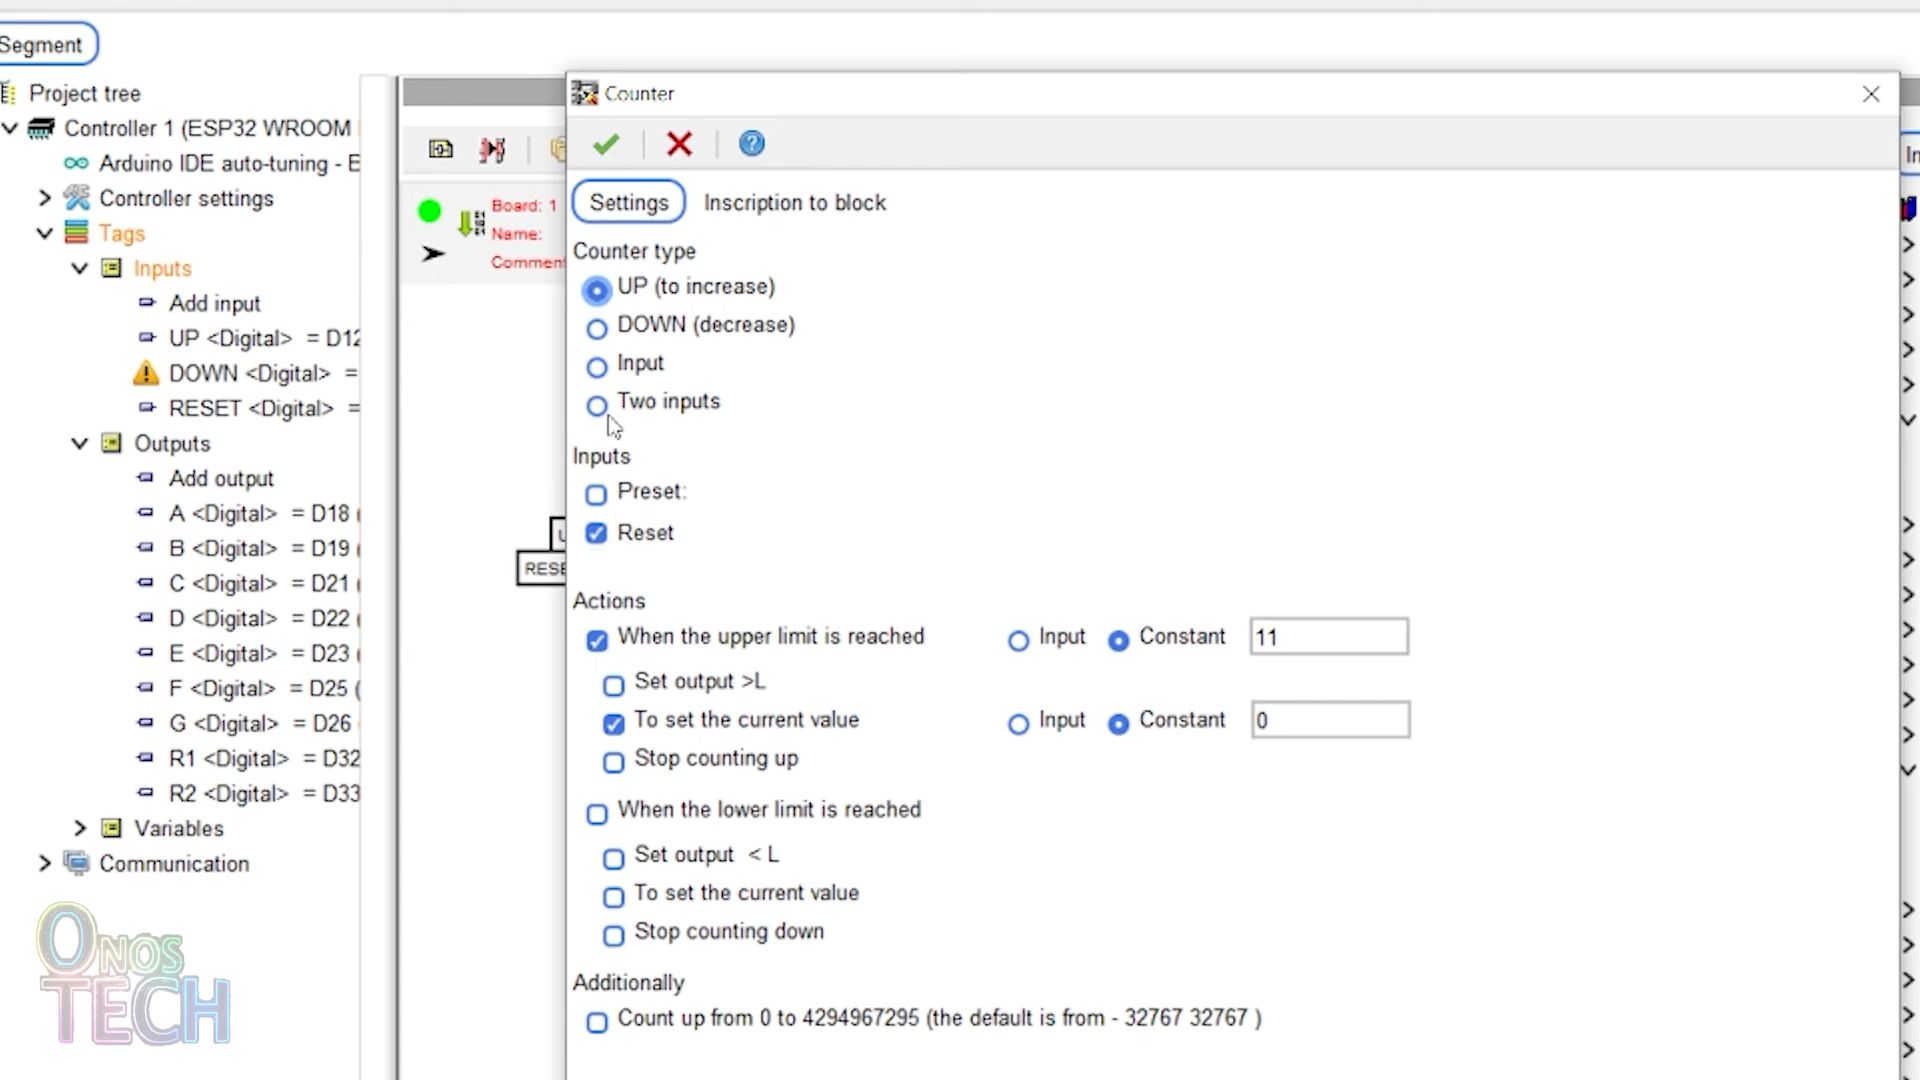 Segment
Project tree
Controller 1 (ESP32 WROOM
Arduino IDE auto-tuning - E
Controller settings
Tags
Inputs
Add input
UP <Digital> = D12
DOWN <Digital> =
RESET <Digital> =
Outputs
Add output
A <Digital> = D18 (
B <Digital> = D19
C <Digital> = D21 (
D <Digital> = D22 (
E <Digital> = D23 (
F <Digital> = D25 (
G <Digital> = D26
R1 <Digital> = D32
R2 <Digital> = D33
Variables
Communication
ONOS
TECH
Board: 1
Name:
Comment
RESE
Counter
Settings Inscription to block
Counter type
UP (to increase)
DOWN (decrease)
Input
Two inputs
Inputs
Preset:
Reset
Actions
When the upper limit is reached Input Constant 11
Set output >L
To set the current value Input Constant 0
Stop counting up
When the lower limit is reached
Set output < L
To set the current value
Stop counting down
Additionally
Count up from 0 to 4294967295 (the default is from - 32767 32767 )
In